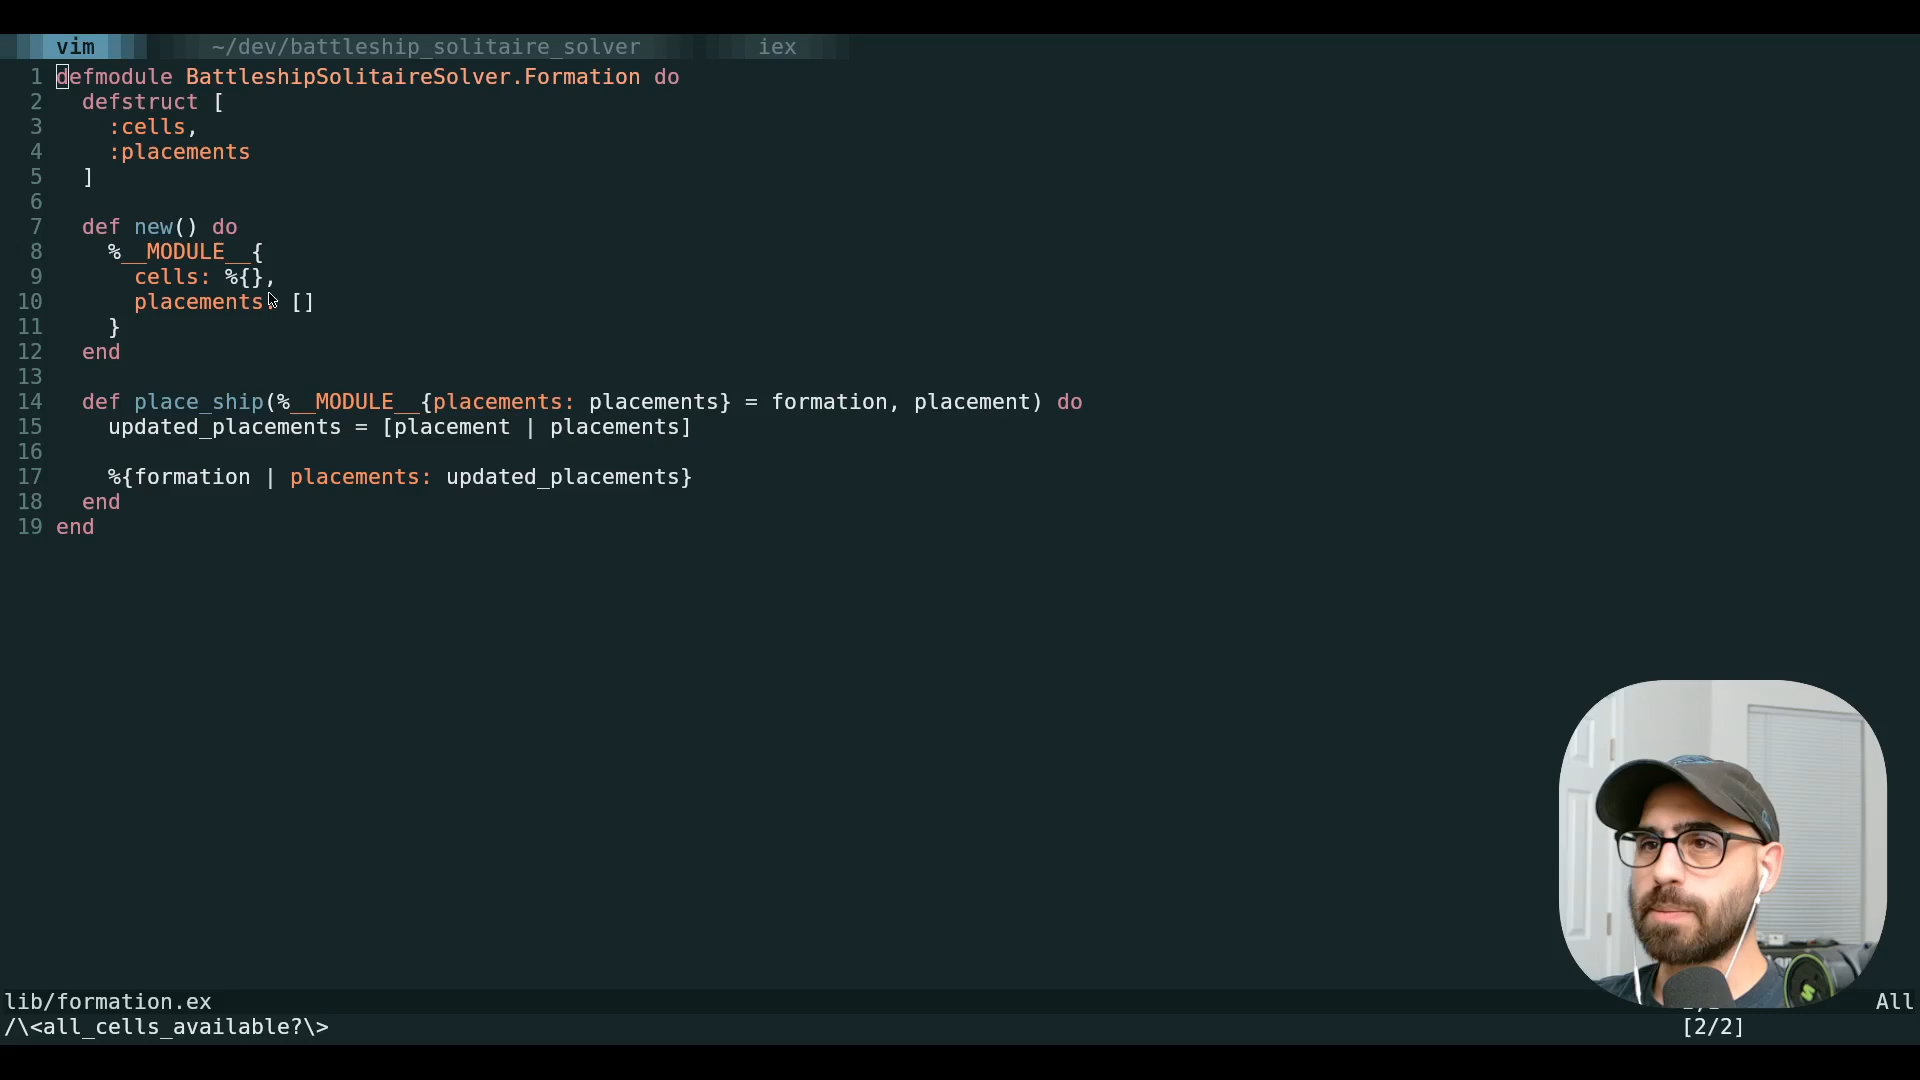 vim ~/dev/battleship_solitaire_solver iex
1 defmodule BattleshipSolitaireSolver.Formation do
2   defstruct [
3     :cells,
4     :placements
5   ]
6
7   def new() do
8     %__MODULE__{
9       cells: %{},
10       placements: []
11     }
12   end
13
14   def place_ship(%__MODULE__{placements: placements} = formation, placement) do
15     updated_placements = [placement | placements]
16
17     %{formation | placements: updated_placements}
18   end
19 end
lib/formation.ex All
/\<all_cells_available?\> [2/2]